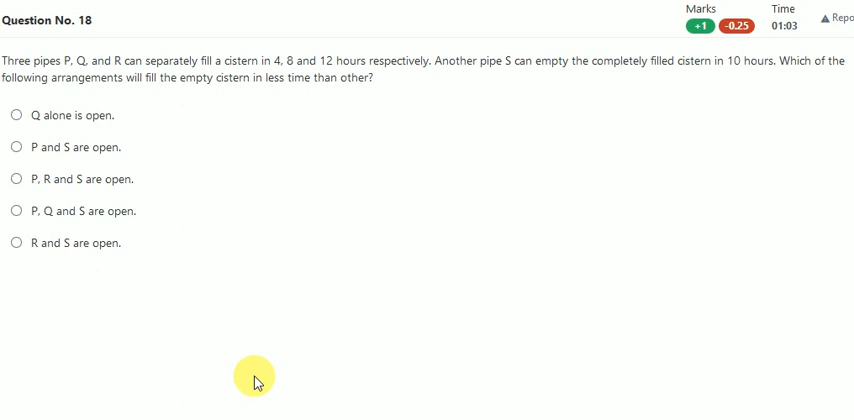 Question No. 18
Marks
+1 -0.25
Time
01:03
Repo
Three pipes P, Q, and R can separately fill a cistern in 4, 8 and 12 hours respectively. Another pipe S can empty the completely filled cistern in 10 hours. Which of the
following arrangements will fill the empty cistern in less time than other?
Q alone is open.
P and S are open.
P, R and S are open.
P, Q and S are open.
R and S are open.